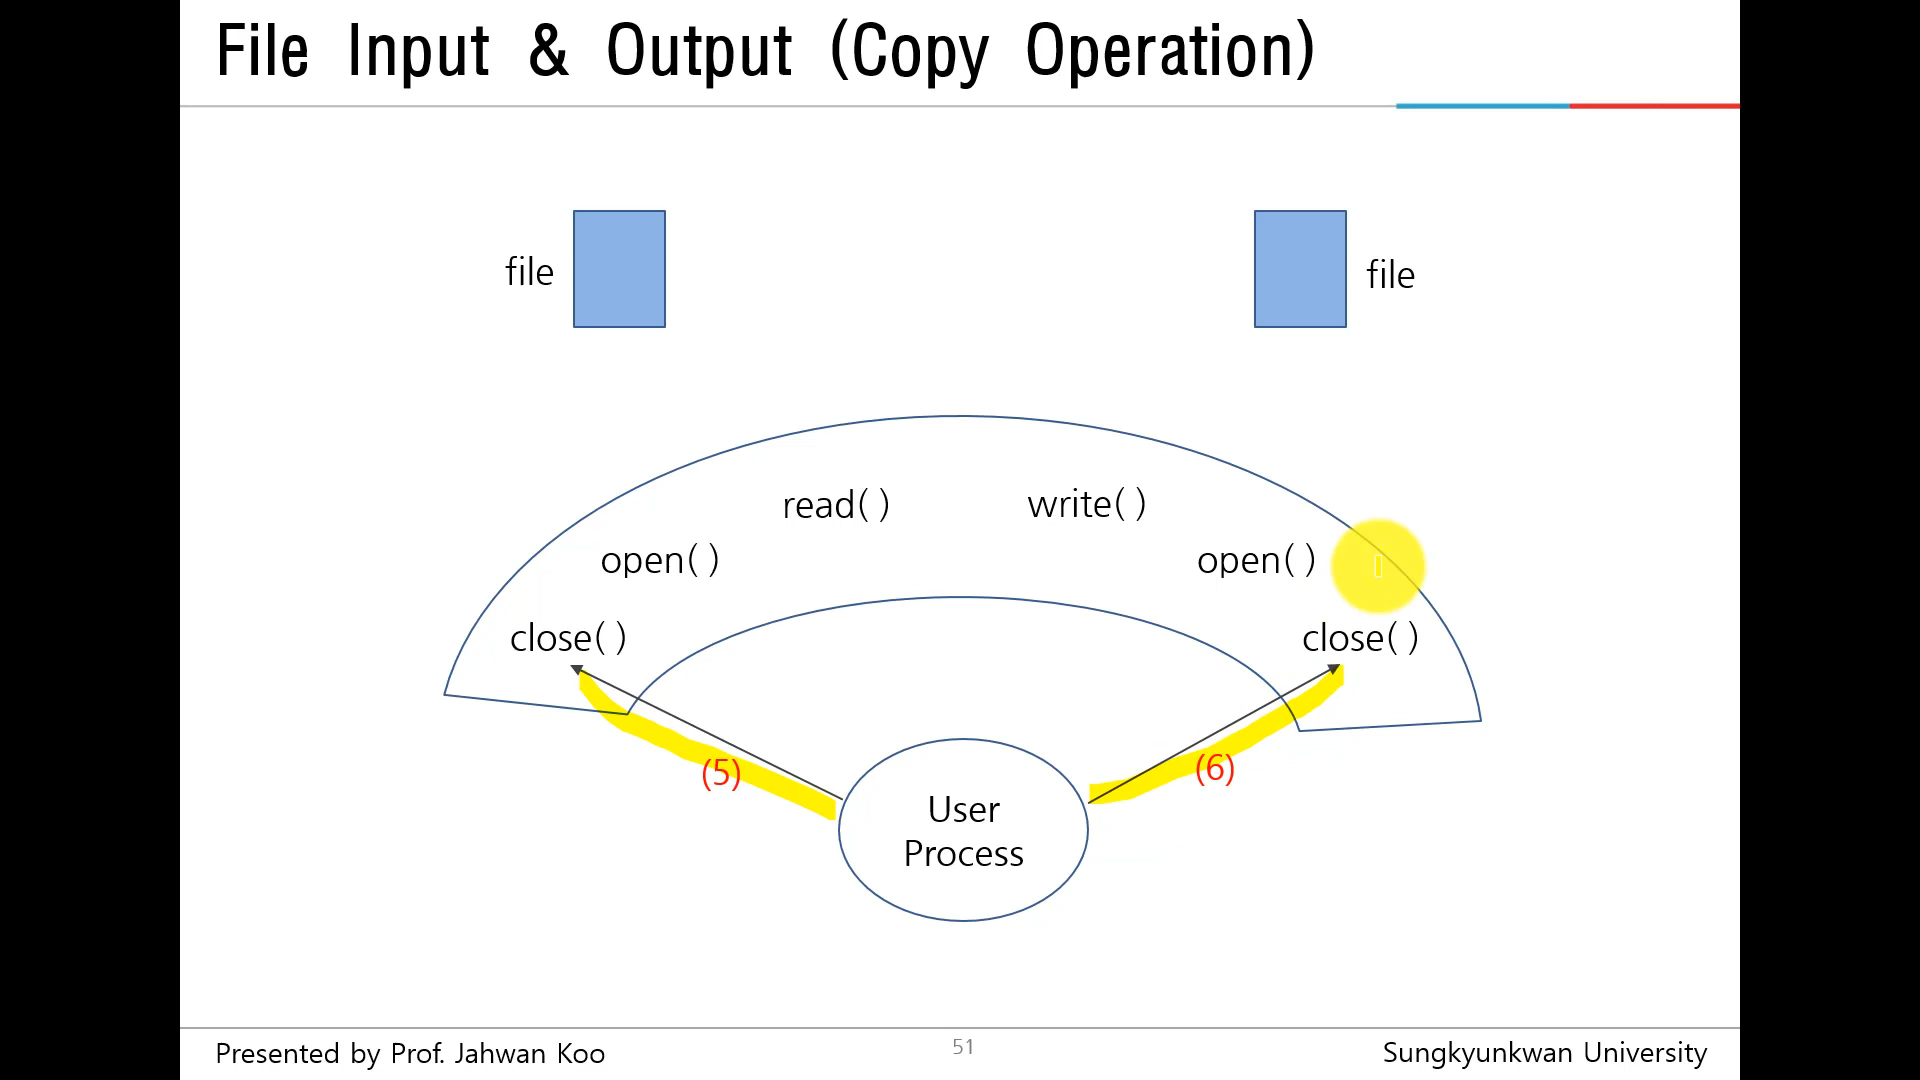 File Input & Output (Copy Operation)
file
file
read( )
write( )
open( )
open( )
close( )
close( )
(5)
(6)
User
Process
Presented by Prof. Jahwan Koo
51
Sungkyunkwan University